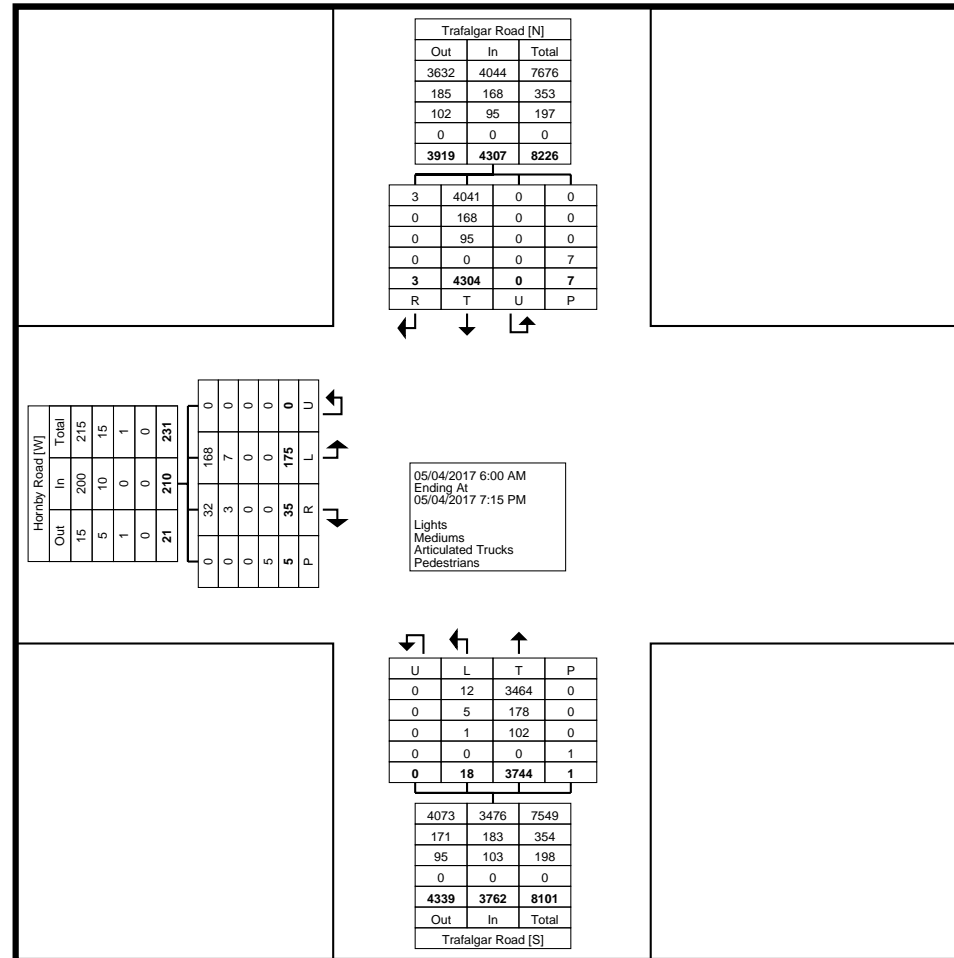 Trafalgar Road [N]
Out In Total
3632 4044 7676
185 168 353
102 95 197
0 0 0
3919 4307 8226
3 4041 0 0
0 168 0 0
0 95 0 0
0 0 0 7
3 4304 0 7
R T U P
Hornby Road [W]
Out In Total
15 200 215
5 10 15
1 0 1
0 0 0
21 210 231
0 32 168 0
0 3 7 0
0 0 0 0
5 0 0 0
5 35 175 0
P R L U
05/04/2017 6:00 AM
Ending At
05/04/2017 7:15 PM
Lights
Mediums
Articulated Trucks
Pedestrians
U L T P
0 12 3464 0
0 5 178 0
0 1 102 0
0 0 0 1
0 18 3744 1
4073 3476 7549
171 183 354
95 103 198
0 0 0
4339 3762 8101
Out In Total
Trafalgar Road [S]